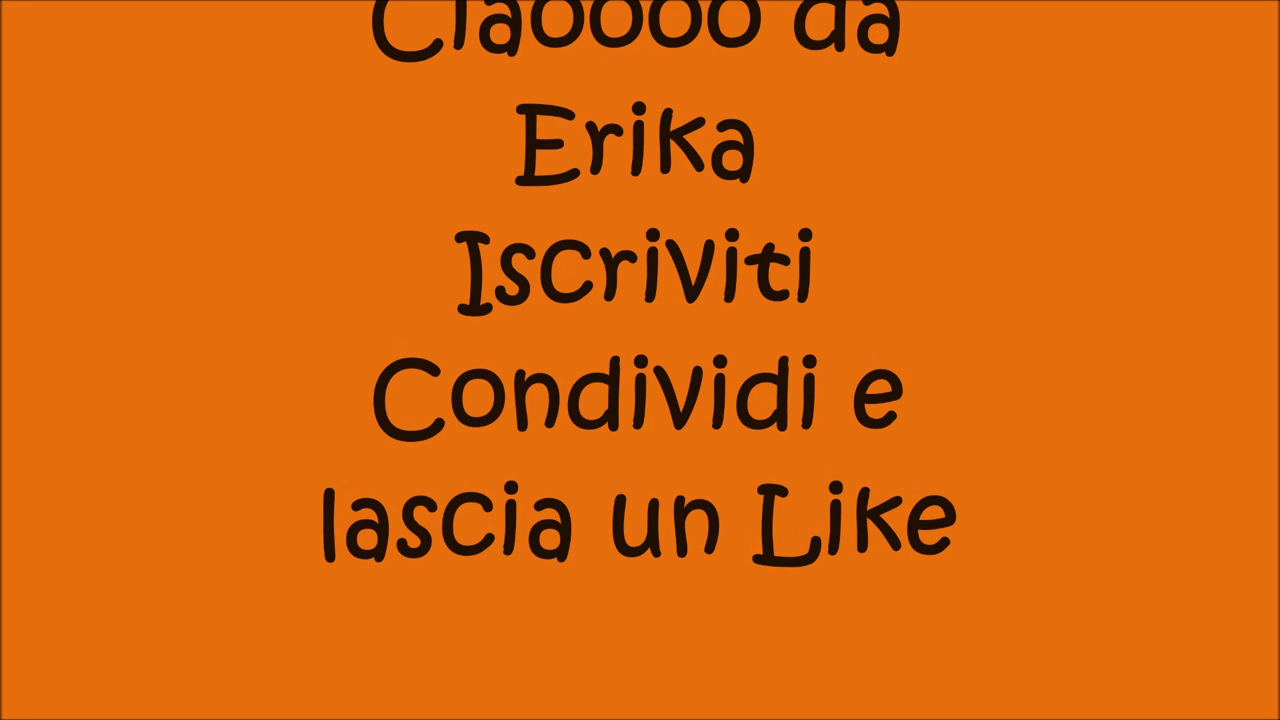 Ciaoooo da
Erika
Iscriviti
Condividi e
lascia un Like